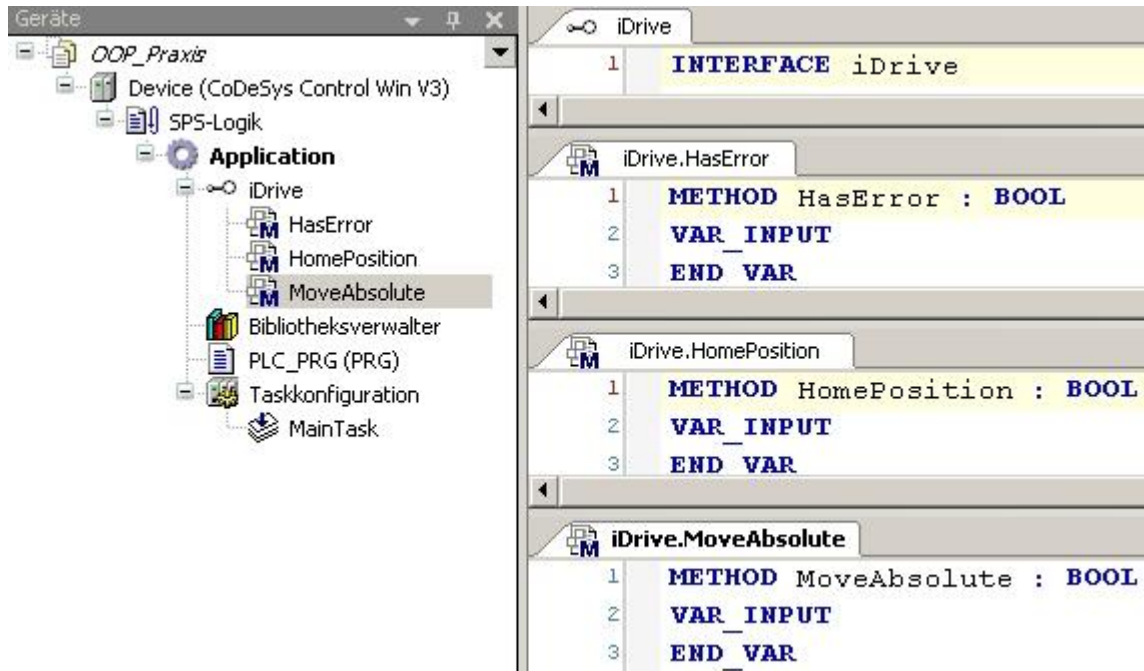 Geräte
OOP_Praxis
Device (CoDeSys Control Win V3)
SPS-Logik
Application
iDrive
HasError
HomePosition
MoveAbsolute
Bibliotheksverwalter
PLC_PRG (PRG)
Taskkonfiguration
MainTask
iDrive
1 INTERFACE iDrive
iDrive.HasError
1 METHOD HasError : BOOL
2 VAR_INPUT
3 END_VAR
iDrive.HomePosition
1 METHOD HomePosition : BOOL
2 VAR_INPUT
3 END_VAR
iDrive.MoveAbsolute
1 METHOD MoveAbsolute : BOOL
2 VAR_INPUT
3 END_VAR